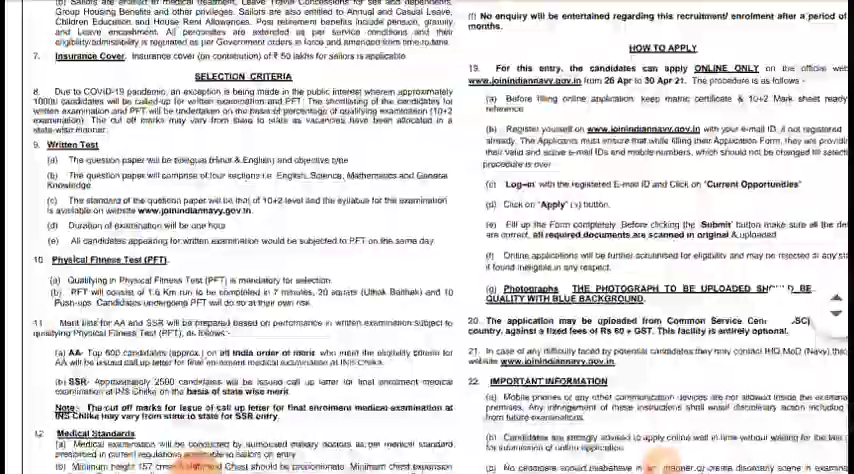 (b) Sailors are entitled to medical treatment, Leave Travel Concessions for self and dependents,
Group Housing Benefits and other privileges. Sailors are also entitled to Annual and Casual Leave,
Children Education and House Rent Allowances. Post retirement benefits include pension, gratuity
and Leave encashment. All perquisites are extended as per service conditions and their
eligibility/admissibility is regulated as per Government orders in force and amended from time to time.
7. Insurance Cover. Insurance cover (on contribution) of ₹ 50 lakhs for sailors is applicable
SELECTION CRITERIA
8. Due to COVID-19 pandemic, an exception is being made in the public interest wherein approximately
10000 candidates will be called-up for written examination and PFT. The shortlisting of the candidates for
written examination and PFT will be undertaken on the basis of percentage of qualifying examination (10+2
examination). The cut off marks may vary from state to state as vacancies have been allocated in a
state-wise manner.
9. Written Test
(a) The question paper will be bilingual (Hindi & English) and objective type
(b) The question paper will comprise of four sections i.e. English, Science, Mathematics and General
Knowledge
(c) The standard of the question paper will be that of 10+2 level and the syllabus for the examination
is available on website www.joinindiannavy.gov.in.
(d) Duration of examination will be one hour
(e) All candidates appearing for written examination would be subjected to PFT on the same day
10. Physical Fitness Test (PFT).
(a) Qualifying in Physical Fitness Test (PFT) is mandatory for selection.
(b) PFT will consist of 1.6 Km run to be completed in 7 minutes, 20 squats (Uthak Baithak) and 10
Push-ups. Candidates undergoing PFT will do so at their own risk.
11. Merit List for AA and SSR will be prepared based on performance in written examination subject to
qualifying Physical Fitness Test (PFT), as follows:-
(a) AA- Top 600 candidates (approx.) on all India order of merit who meet the eligibility criteria for
AA will be issued call up letter for final enrolment medical examination at INS Chilka.
(b) SSR- Approximately 2500 candidates will be issued call up letter for final enrolment medical
examination at INS Chilka on the basis of state wise merit.
Note:- The cut off marks for issue of call up letter for final enrolment medical examination at
INS Chilka may vary from state to state for SSR entry.
12. Medical Standards
(a) Medical examination will be conducted by authorised military doctors as per medical standard
prescribed in current regulations applicable to sailors on entry
(b) Minimum height 157 cms. Chest should be proportionate. Minimum chest expansion
(f) No enquiry will be entertained regarding this recruitment/ enrolment after a period of
months.
HOW TO APPLY
19. For this entry, the candidates can apply ONLINE ONLY on the official web
www.joinindiannavy.gov.in from 26 Apr to 30 Apr 21. The procedure is as follows -
(a) Before filling online application, keep matric certificate & 10+2 Mark sheet ready
reference
(b) Register yourself on www.joinindiannavy.gov.in with your e-mail ID, if not registered
already. The Applicants must ensure that while filling their Application Form, they are providin
their valid and active e-mail IDs and mobile numbers, which should not be changed till selecti
procedure is over
(c) Log-in with the registered E-mail ID and Click on "Current Opportunities"
(d) Click on "Apply" (√) button.
(e) Fill up the Form completely. Before clicking the 'Submit' button make sure all the det
are correct, all required documents are scanned in original & uploaded
(f) Online applications will be further scrutinised for eligibility and may be rejected at any sta
if found ineligible in any respect.
(g) Photographs THE PHOTOGRAPH TO BE UPLOADED BE
QUALITY WITH BLUE BACKGROUND.
20. The application may be uploaded from Common Service Cen SC)
country, against a fixed fees of Rs 60 + GST. This facility is entirely optional.
21. In case of any difficulty faced by potential candidates they may contact IHQ MoD (Navy) thro
website www.joinindiannavy.gov.in.
22. IMPORTANT INFORMATION
(a) Mobile phones or any other communication devices are not allowed inside the examina
premises. Any infringement of these instructions shall entail disciplinary action including
from future examinations.
(b) Candidates are strongly advised to apply online well in time without waiting for the last
for submission of online application.
(c) No candidate should misbehave in any manner or create disorderly scene in examina